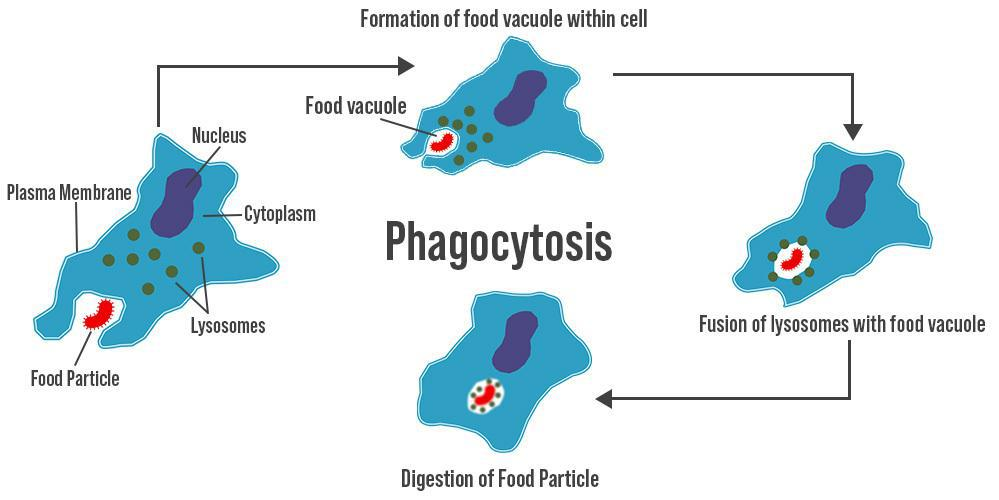 Formation of food vacuole within cell
Food vacuole
Nucleus
Plasma Membrane
Cytoplasm
Phagocytosis
Lysosomes
Food Particle
Fusion of lysosomes with food vacuole
Digestion of Food Particle